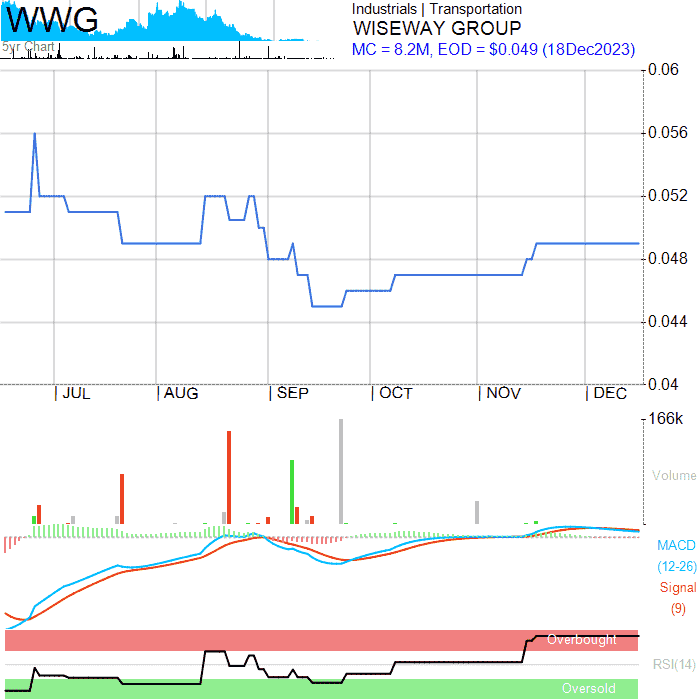 WWG
Industrials | Transportation
WISEWAY GROUP
MC = 8.2M, EOD = $0.049 (18Dec2023)
5yr Chart
0.06
0.056
0.052
0.048
0.044
0.04
| JUL | AUG | SEP | OCT | NOV | DEC
166k
Volume
MACD
(12-26)
Signal
(9)
Overbought
RSI(14)
Oversold